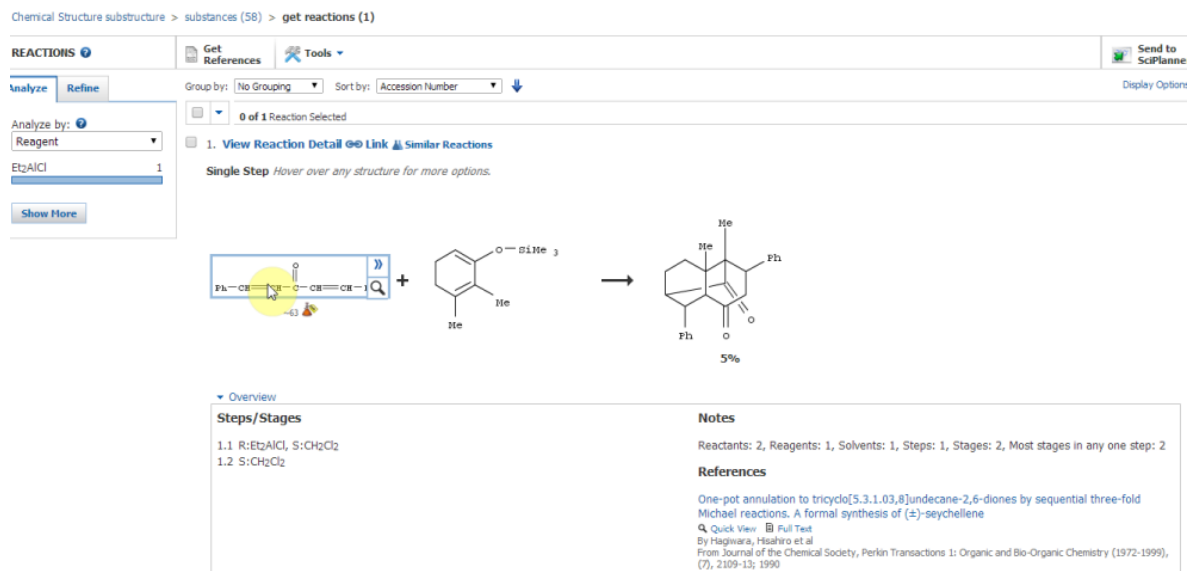 Chemical Structure substructure > substances (58) > get reactions (1)
REACTIONS
Get References
Tools
Send to SciPlanne
Analyze
Refine
Group by: No Grouping
Sort by: Accession Number
Display Options
0 of 1 Reaction Selected
Analyze by:
Reagent
Et2AlCl 1
Show More
1. View Reaction Detail Link Similar Reactions
Single Step Hover over any structure for more options.
O
Ph CH CH C CH CH
~63
+
O SiMe 3
Me
Me
Me
Me
Ph
O
Ph
O
5%
Overview
Steps/Stages
1.1 R:Et2AlCl, S:CH2Cl2
1.2 S:CH2Cl2
Notes
Reactants: 2, Reagents: 1, Solvents: 1, Steps: 1, Stages: 2, Most stages in any one step: 2
References
One-pot annulation to tricyclo[5.3.1.03,8]undecane-2,6-diones by sequential three-fold
Michael reactions. A formal synthesis of (±)-seychellene
Quick View Full Text
By Hagiwara, Hisahiro et al
From Journal of the Chemical Society, Perkin Transactions 1: Organic and Bio-Organic Chemistry (1972-1999),
(7), 2109-13; 1990